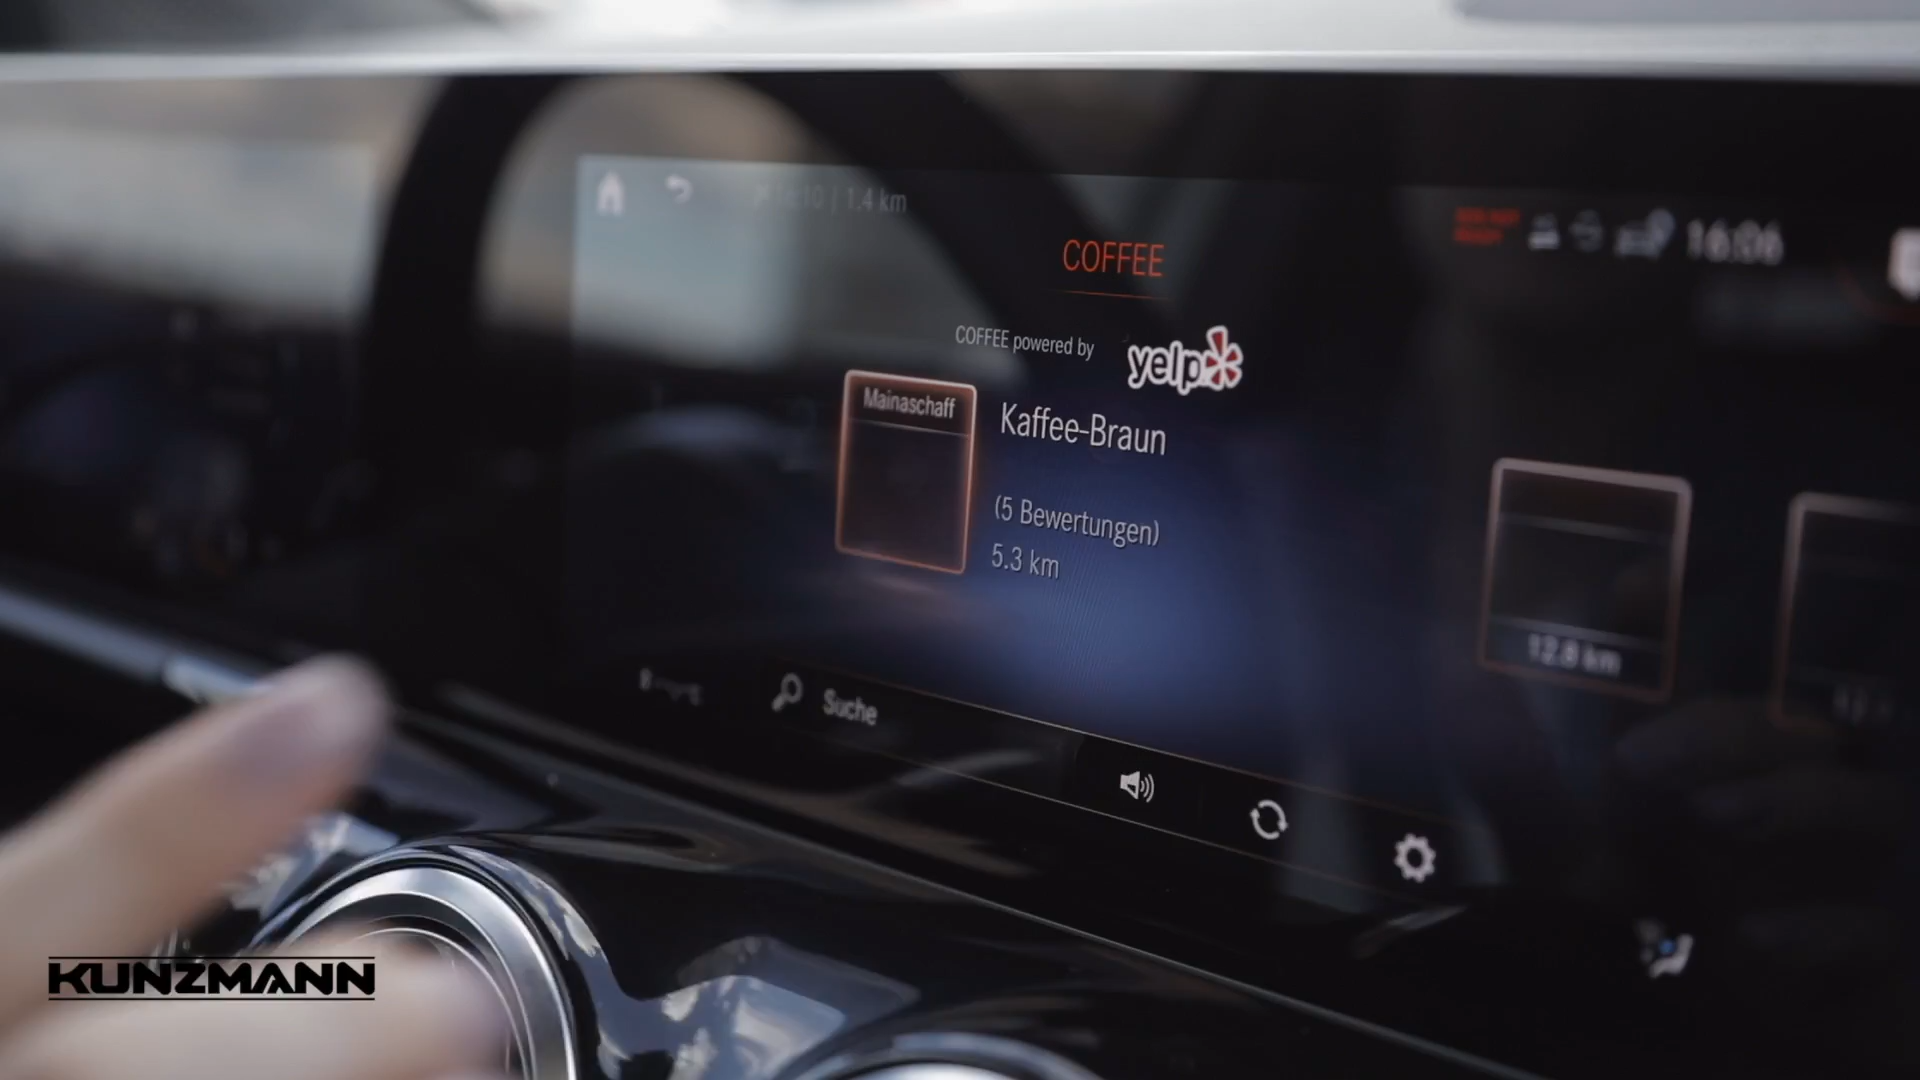 1.4 km
16:06
COFFEE
COFFEE powered by
yelp
Mainaschaff
Kaffee-Braun
(5 Bewertungen)
5.3 km
12.8 km
Suche
KUNZMANN